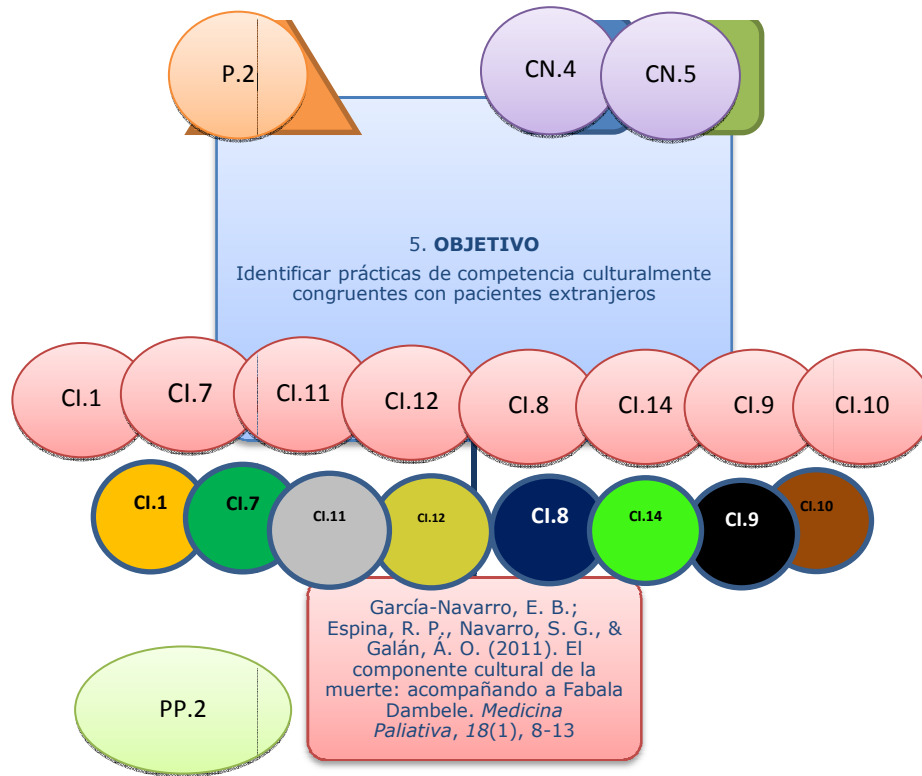 P.2
CN.4
CN.5
5. OBJETIVO
Identificar prácticas de competencia culturalmente
congruentes con pacientes extranjeros
CI.1
CI.7
CI.11
CI.12
CI.8
CI.14
CI.9
CI.10
CI.1
CI.7
CI.11
CI.12
CI.8
CI.14
CI.9
CI.10
García-Navarro, E. B.;
Espina, R. P., Navarro, S. G., &
Galán, Á. O. (2011). El
componente cultural de la
muerte: acompañando a Fabala
Dambele. Medicina
Paliativa, 18(1), 8-13
PP.2